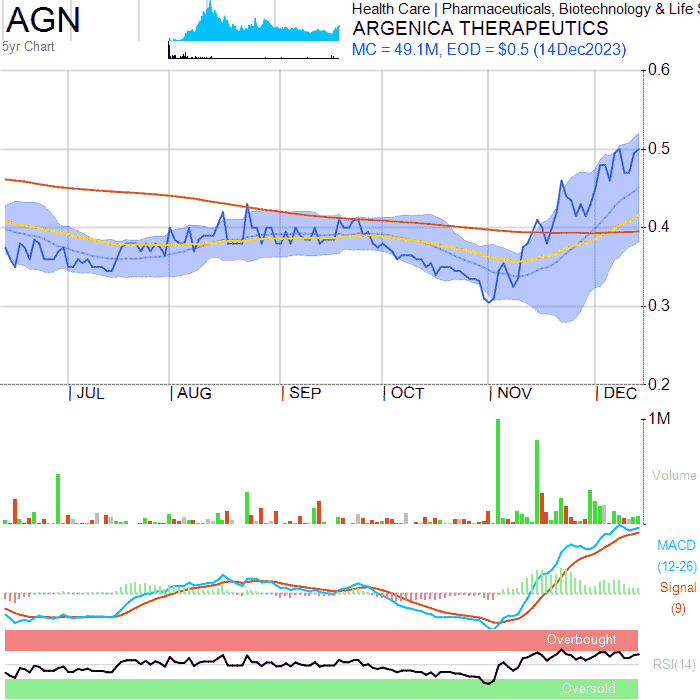 AGN
5yr Chart
Health Care | Pharmaceuticals, Biotechnology & Life S
ARGENICA THERAPEUTICS
MC = 49.1M, EOD = $0.5 (14Dec2023)
0.6
0.5
0.4
0.3
0.2
JUL
AUG
SEP
OCT
NOV
DEC
1M
Volume
MACD
(12-26)
Signal
(9)
Overbought
RSI(14)
Oversold